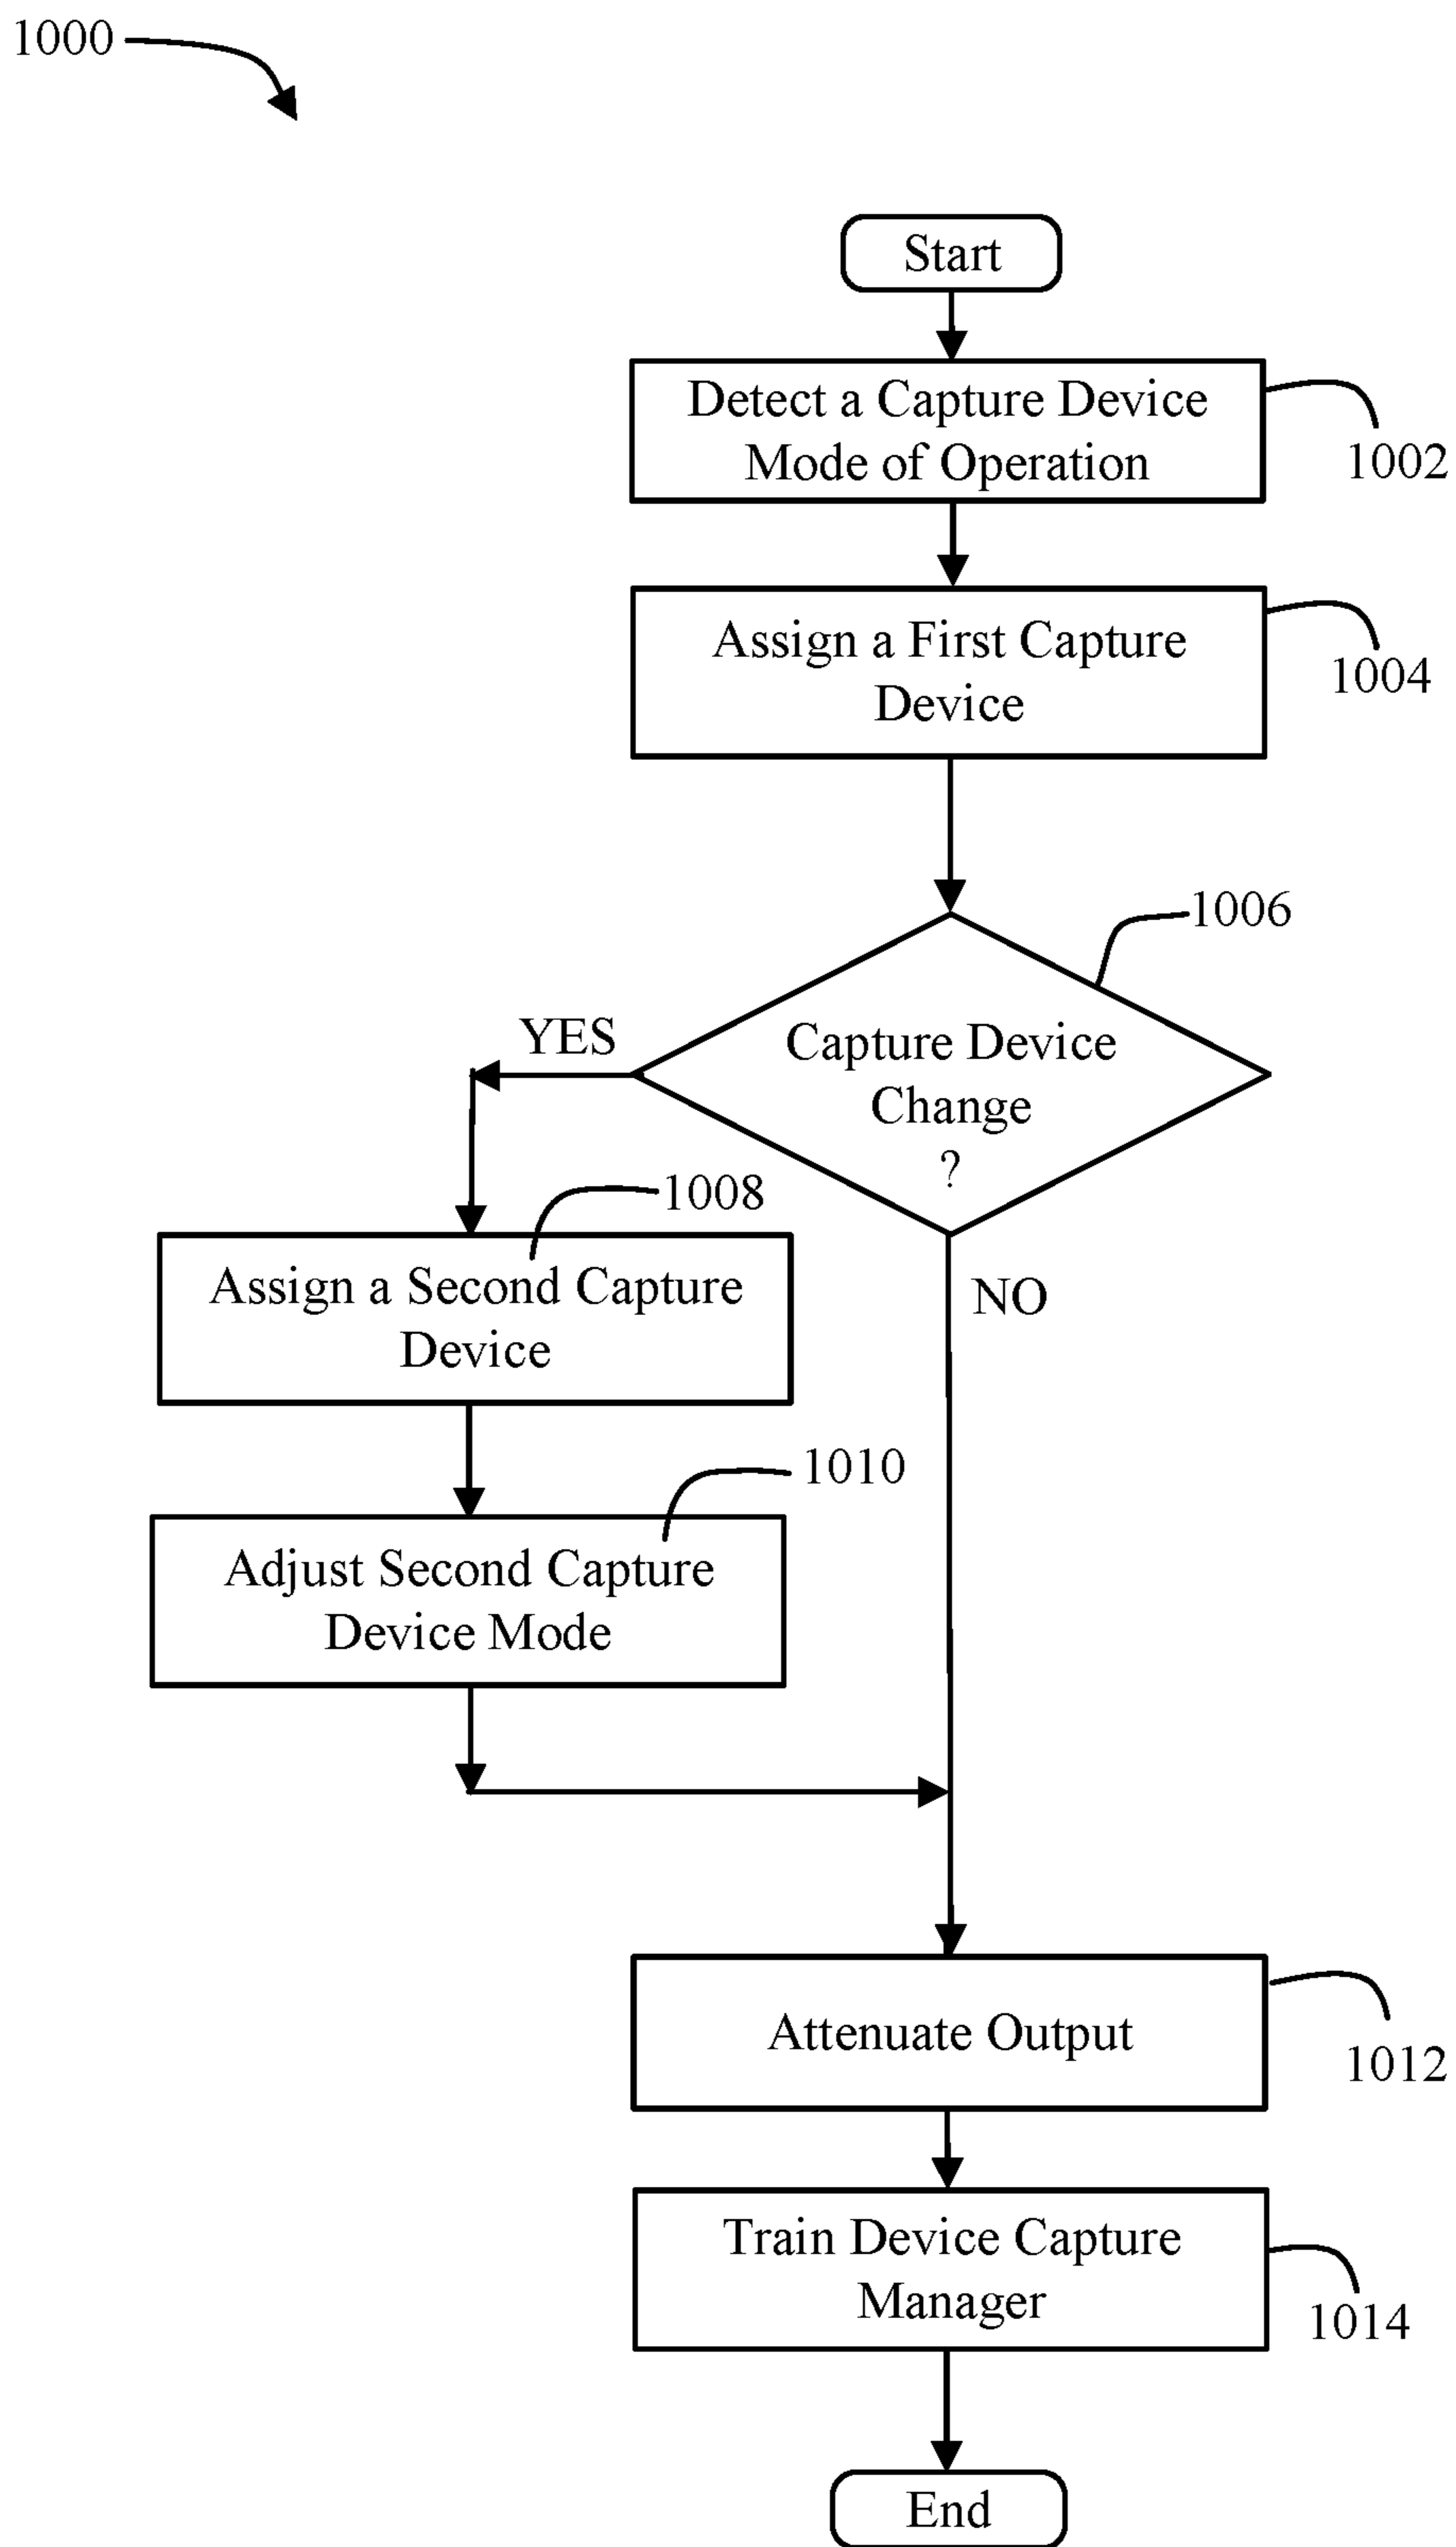 1000
Start
Detect a Capture Device
Mode of Operation
1002
Assign a First Capture
Device
1004
1006
Capture Device
Change
?
YES
NO
1008
Assign a Second Capture
Device
1010
Adjust Second Capture
Device Mode
Attenuate Output
1012
Train Device Capture
Manager
1014
End